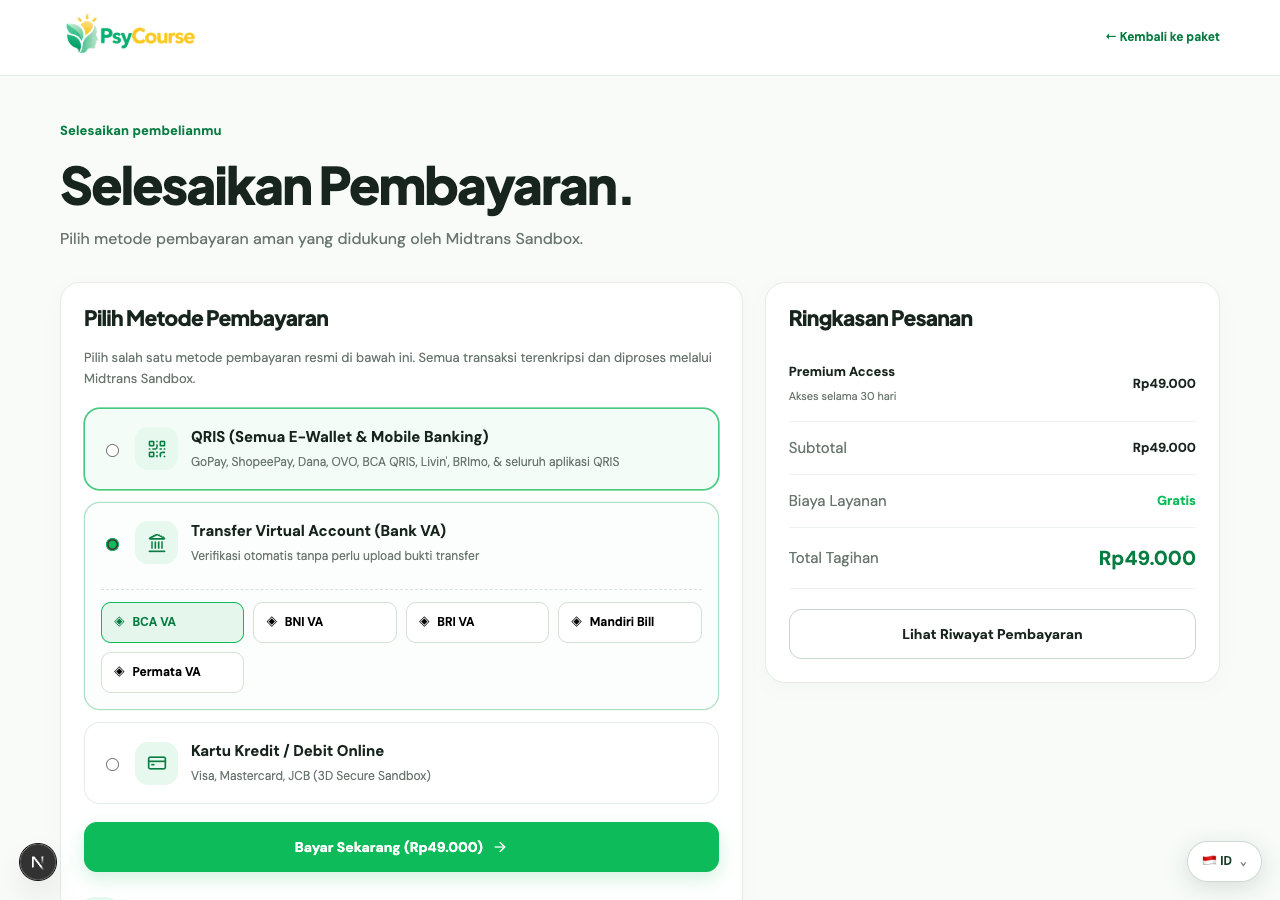 PsyCourse
← Kembali ke paket
Selesaikan pembelianmu
Selesaikan Pembayaran.
Pilih metode pembayaran aman yang didukung oleh Midtrans Sandbox.
Pilih Metode Pembayaran
Pilih salah satu metode pembayaran resmi di bawah ini. Semua transaksi terenkripsi dan diproses melalui
Midtrans Sandbox.
QRIS (Semua E-Wallet & Mobile Banking)
GoPay, ShopeePay, Dana, OVO, BCA QRIS, Livin', BRImo, & seluruh aplikasi QRIS
Transfer Virtual Account (Bank VA)
Verifikasi otomatis tanpa perlu upload bukti transfer
◈ BCA VA
◈ BNI VA
◈ BRI VA
◈ Mandiri Bill
◈ Permata VA
Kartu Kredit / Debit Online
Visa, Mastercard, JCB (3D Secure Sandbox)
Bayar Sekarang (Rp49.000) →
Ringkasan Pesanan
Premium Access
Akses selama 30 hari
Rp49.000
Subtotal
Rp49.000
Biaya Layanan
Gratis
Total Tagihan
Rp49.000
Lihat Riwayat Pembayaran
N
🇮🇩 ID